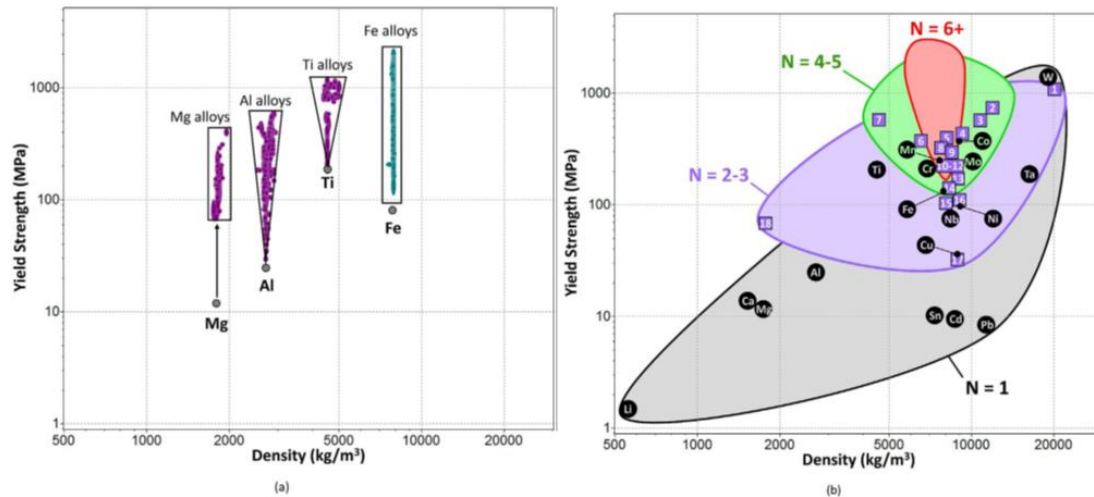 Fe alloys
Ti alloys
Al alloys
Mg alloys
1000
100
10
1
Ti
Fe
Al
Mg
Yield Strength (MPa)
500 1000 2000 5000 10000 20000
Density (kg/m³)
(a)
N = 6+
N = 4-5
N = 2-3
N = 1
1000
100
10
1
W
1
2
7
3
4
5
6
Co
Mn
8
9
Mo
Ti
Cr
10-12
Ta
13
14
Fe
15
16
Nb
Ni
18
Cu
17
Al
Ca
Mg
Sn
Cd
Pb
Li
Yield Strength (MPa)
500 1000 2000 5000 10000 20000
Density (kg/m³)
(b)